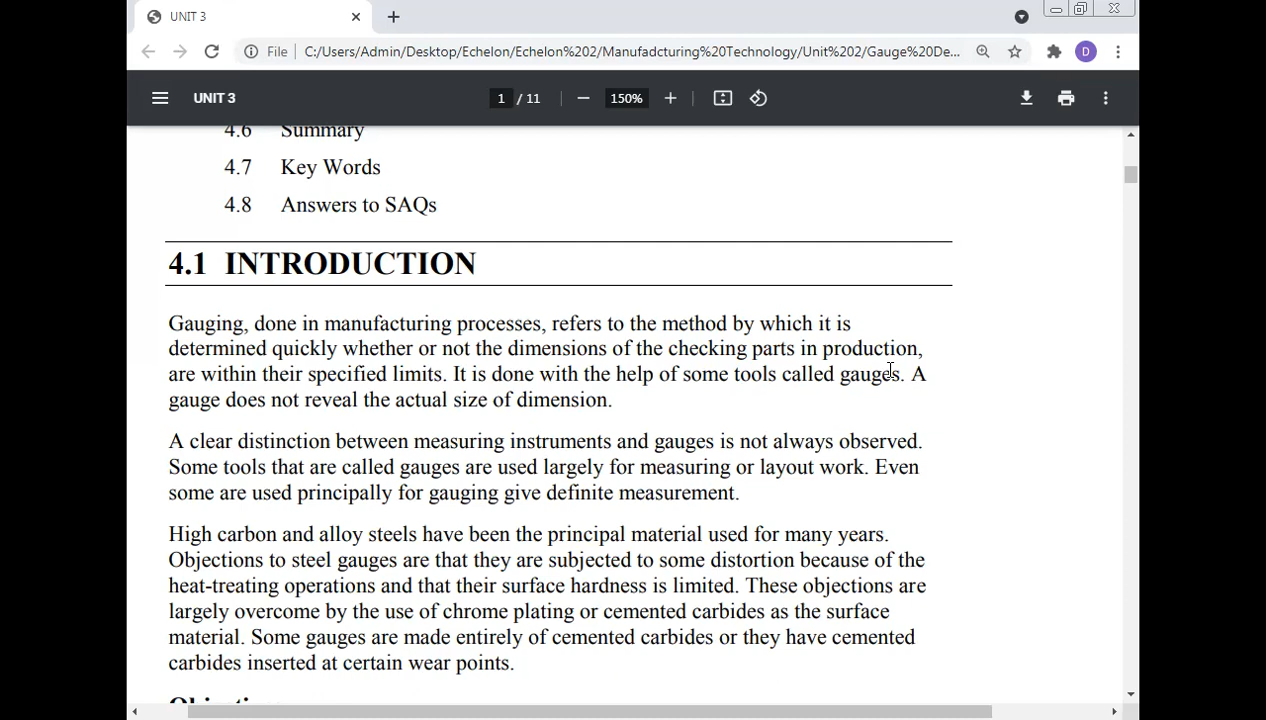 UNIT 3
File
C:/Users/Admin/Desktop/Echelon/Echelon%202/Manufadcturing%20Technology/Unit%202/Gauge%20De...
D
UNIT 3
1 / 11
150%
4.6 Summary
4.7 Key Words
4.8 Answers to SAQs
4.1 INTRODUCTION
Gauging, done in manufacturing processes, refers to the method by which it is
determined quickly whether or not the dimensions of the checking parts in production,
are within their specified limits. It is done with the help of some tools called gauges. A
gauge does not reveal the actual size of dimension.
A clear distinction between measuring instruments and gauges is not always observed.
Some tools that are called gauges are used largely for measuring or layout work. Even
some are used principally for gauging give definite measurement.
High carbon and alloy steels have been the principal material used for many years.
Objections to steel gauges are that they are subjected to some distortion because of the
heat-treating operations and that their surface hardness is limited. These objections are
largely overcome by the use of chrome plating or cemented carbides as the surface
material. Some gauges are made entirely of cemented carbides or they have cemented
carbides inserted at certain wear points.